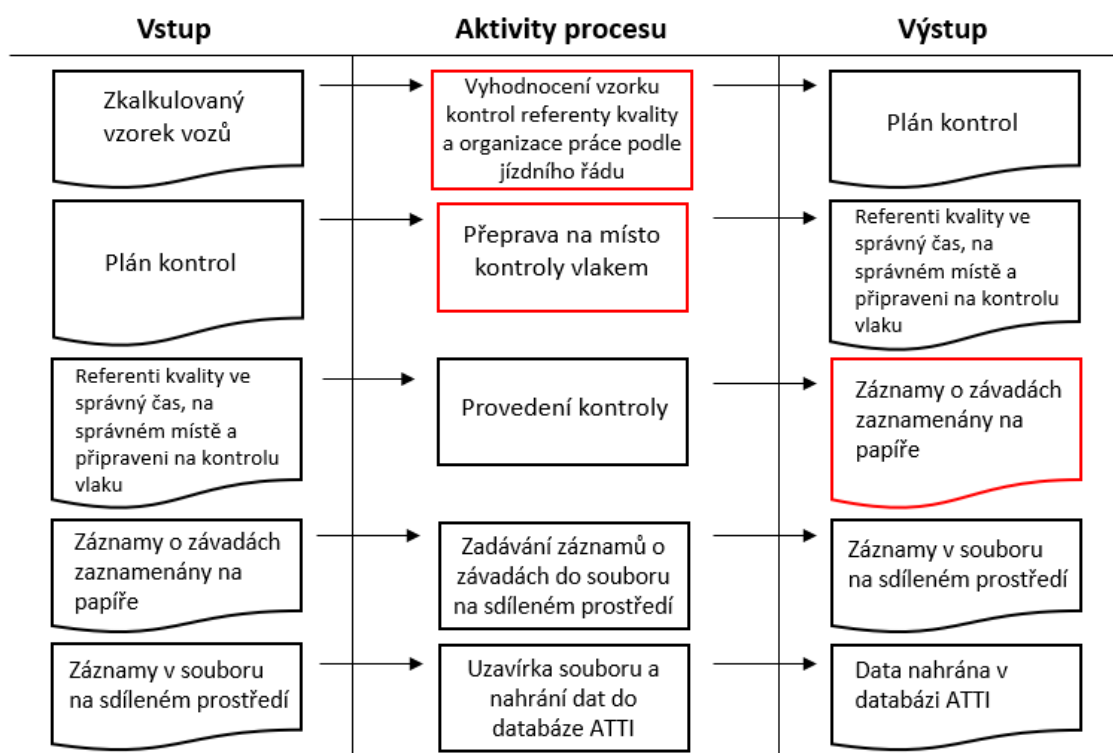 Vstup
Aktivity procesu
Výstup
Zkalkulovaný
vzorek vozů
Vyhodnocení vzorku
kontrol referenty kvality
a organizace práce podle
jízdního řádu
Plán kontrol
Plán kontrol
Přeprava na místo
kontroly vlakem
Referenti kvality ve
správný čas, na
správném místě a
připraveni na kontrolu
vlaku
Referenti kvality ve
správný čas, na
správném místě a
připraveni na kontrolu
vlaku
Provedení kontroly
Záznamy o závadách
zaznamenány na
papíře
Záznamy o závadách
zaznamenány na
papíře
Zadávání záznamů o
závadách do souboru
na sdíleném prostředí
Záznamy v souboru
na sdíleném prostředí
Záznamy v souboru
na sdíleném prostředí
Uzavírka souboru a
nahrání dat do
databáze ATTI
Data nahrána v
databázi ATTI